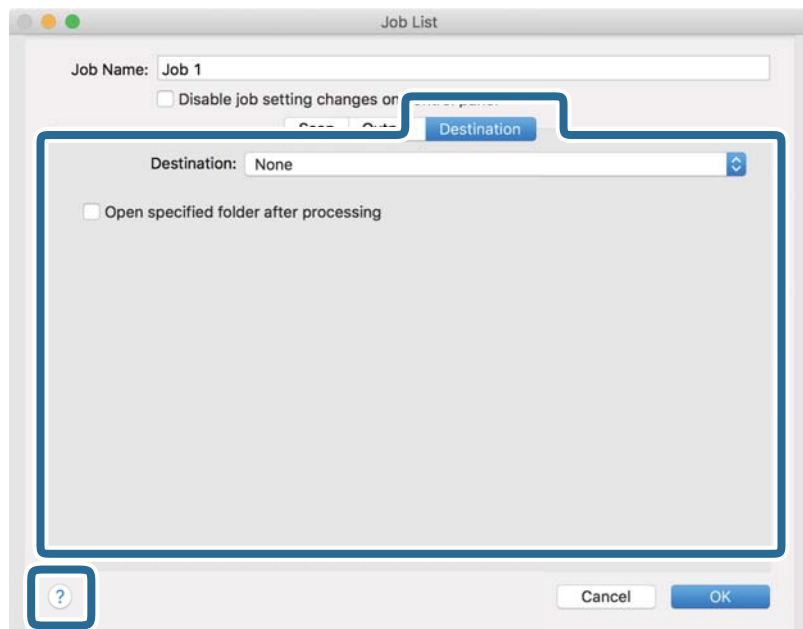 Job List
Job Name: Job 1
Disable job setting changes on
Destination
Destination: None
Open specified folder after processing
? Cancel OK